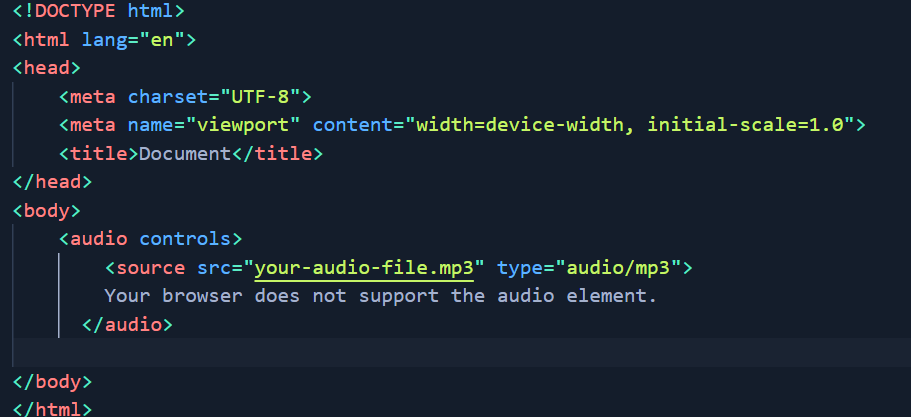 <!DOCTYPE html>
<html lang="en">
<head>
    <meta charset="UTF-8">
    <meta name="viewport" content="width=device-width, initial-scale=1.0">
    <title>Document</title>
</head>
<body>
    <audio controls>
        <source src="your-audio-file.mp3" type="audio/mp3">
        Your browser does not support the audio element.
      </audio>
</body>
</html>